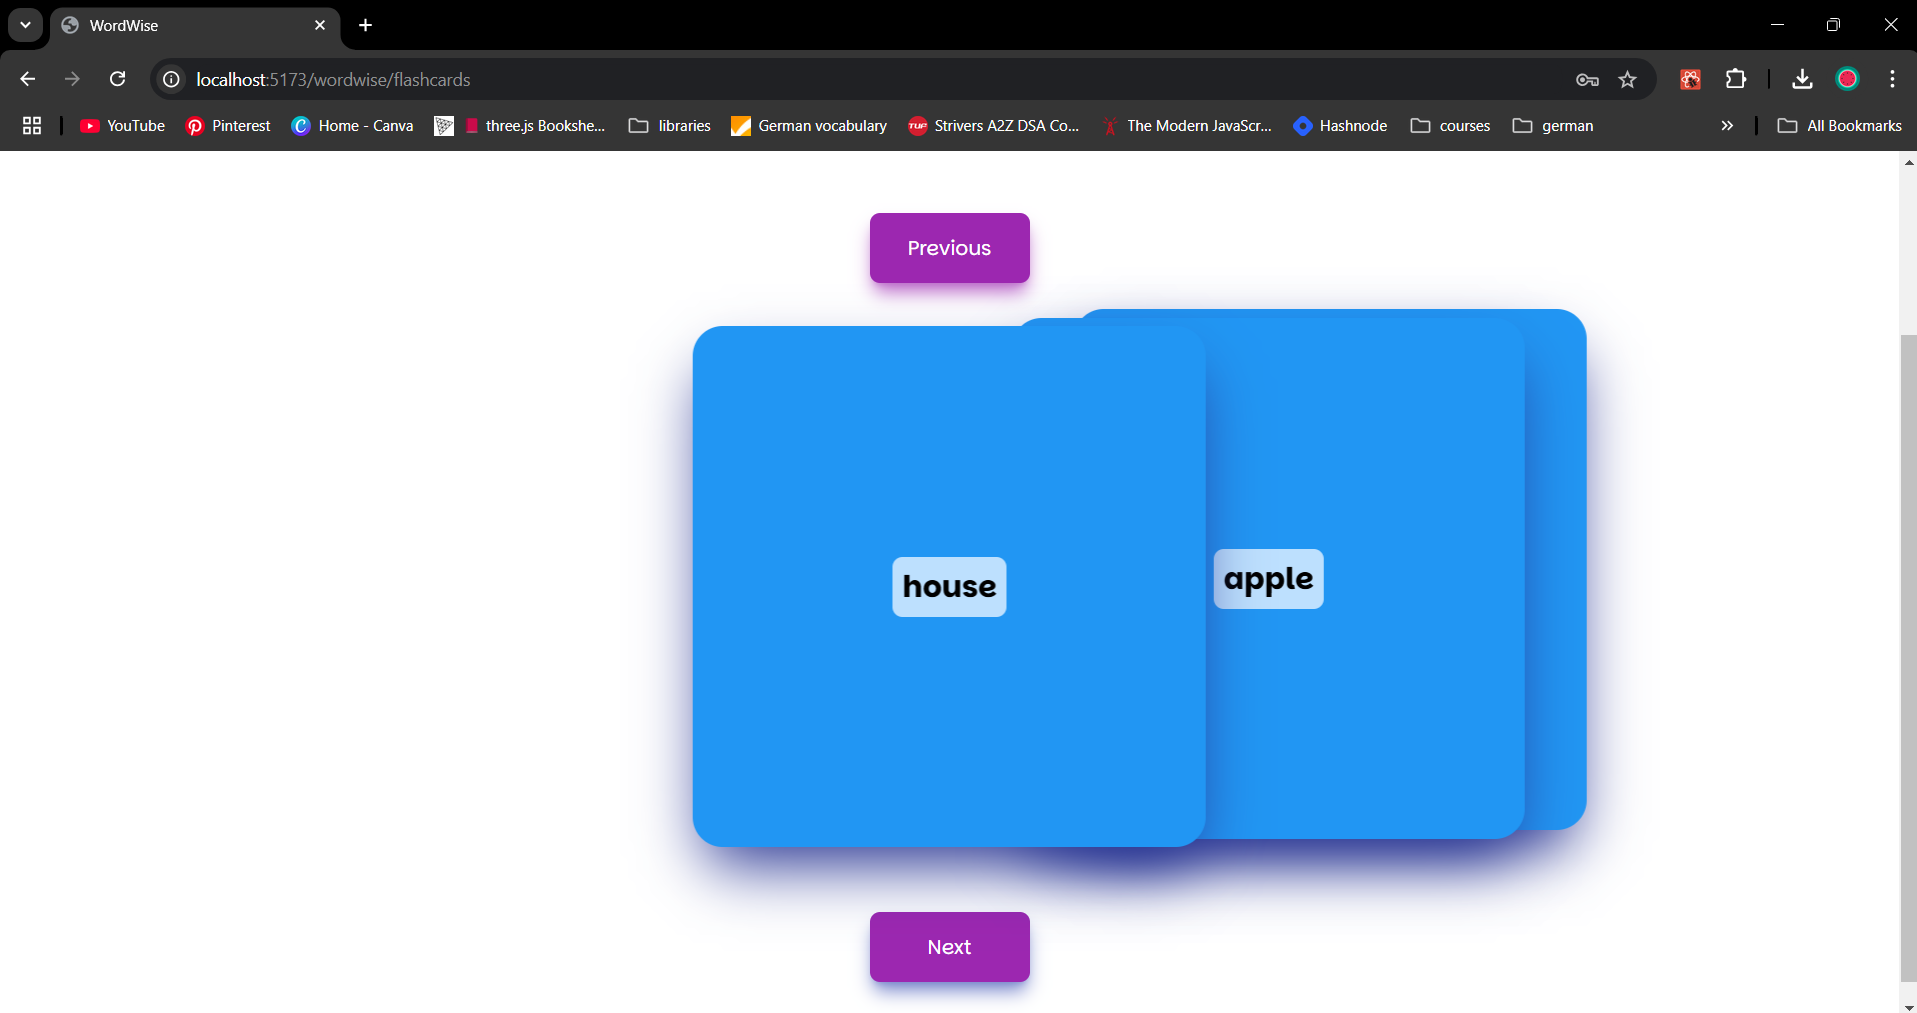 WordWise
localhost:5173/wordwise/flashcards
YouTube Pinterest Home - Canva three.js Bookshe... libraries German vocabulary TUF Strivers A2Z DSA Co... The Modern JavaScr... Hashnode courses german All Bookmarks
Previous
house
apple
Next